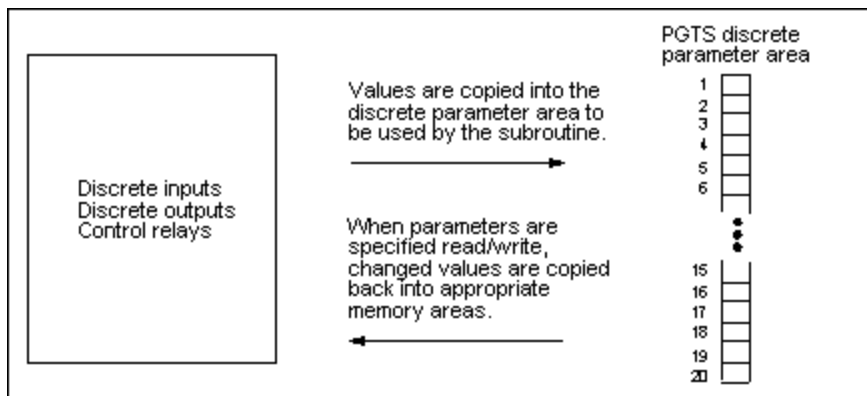 PGTS discrete
parameter area
Values are copied into the
discrete parameter area to
be used by the subroutine.
Discrete inputs
Discrete outputs
Control relays
When parameters are
specified read/write,
changed values are copied
back into appropriate
memory areas.
1
2
3
4
5
6
15
16
17
18
19
20